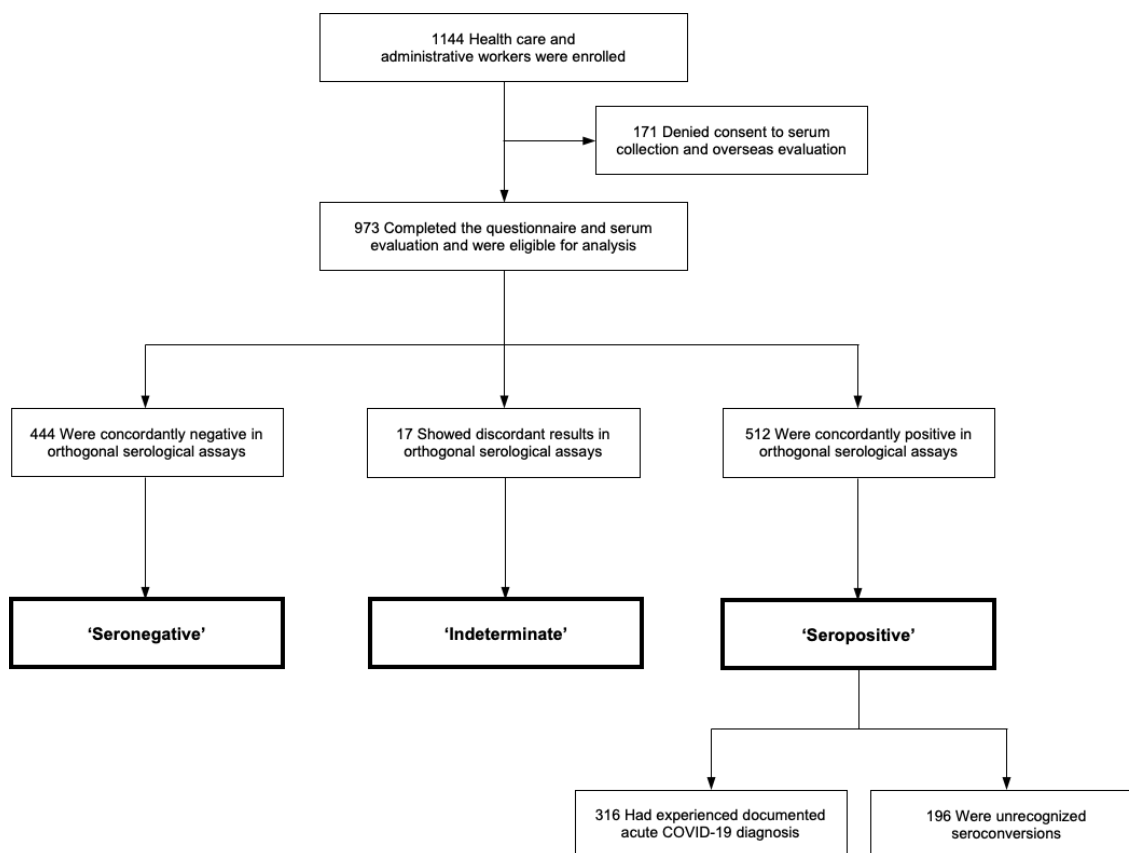 1144 Health care and
administrative workers were enrolled
171 Denied consent to serum
collection and overseas evaluation
973 Completed the questionnaire and serum
evaluation and were eligible for analysis
444 Were concordantly negative in
orthogonal serological assays
17 Showed discordant results in
orthogonal serological assays
512 Were concordantly positive in
orthogonal serological assays
‘Seronegative’
‘Indeterminate’
‘Seropositive’
316 Had experienced documented
acute COVID-19 diagnosis
196 Were unrecognized
seroconversions